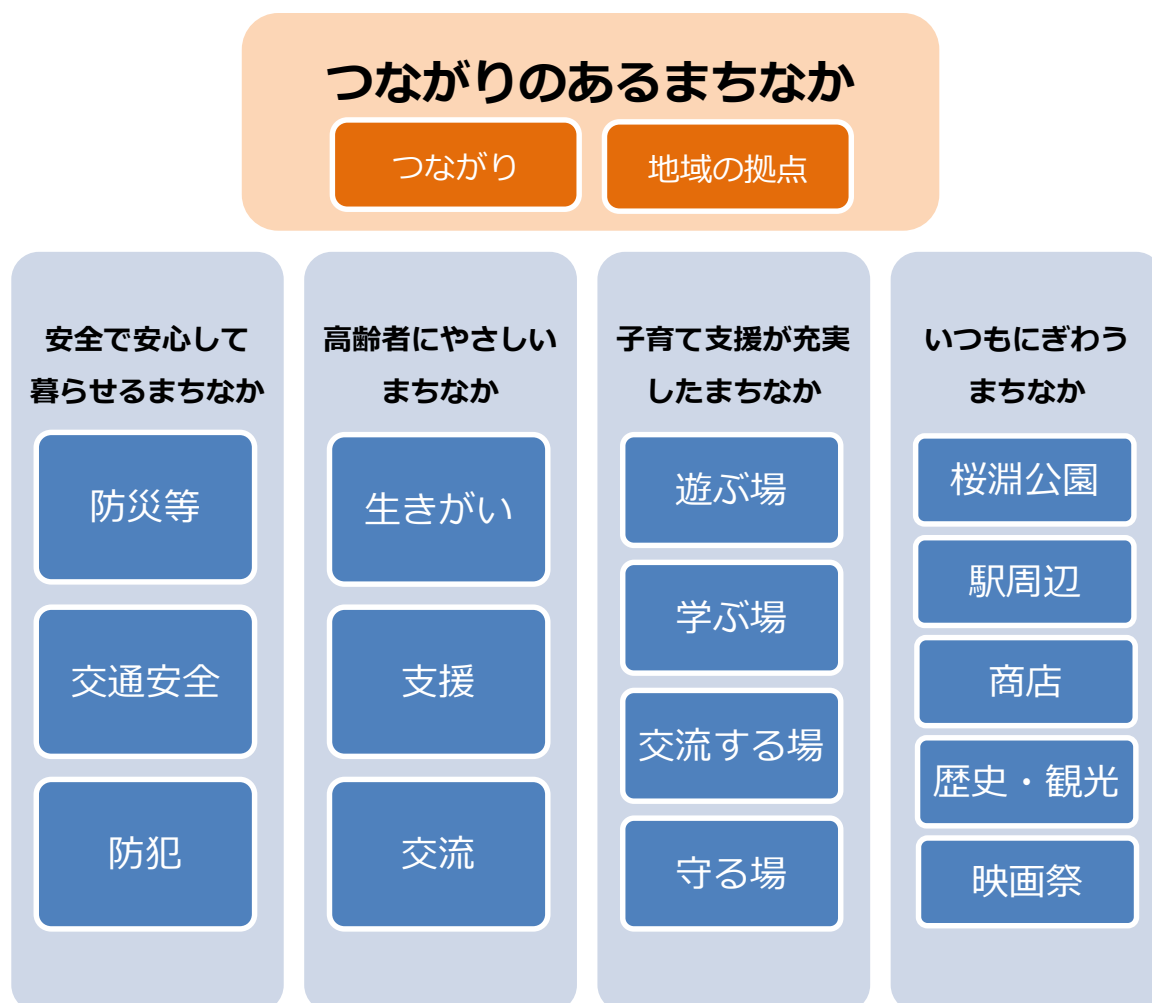 つながりのあるまちなか
つながり
地域の拠点
安全で安心して
暮らせるまちなか
防災等
交通安全
防犯
高齢者にやさしい
まちなか
生きがい
支援
交流
子育て支援が充実
したまちなか
遊ぶ場
学ぶ場
交流する場
守る場
いつもにぎわう
まちなか
桜淵公園
駅周辺
商店
歴史・観光
映画祭